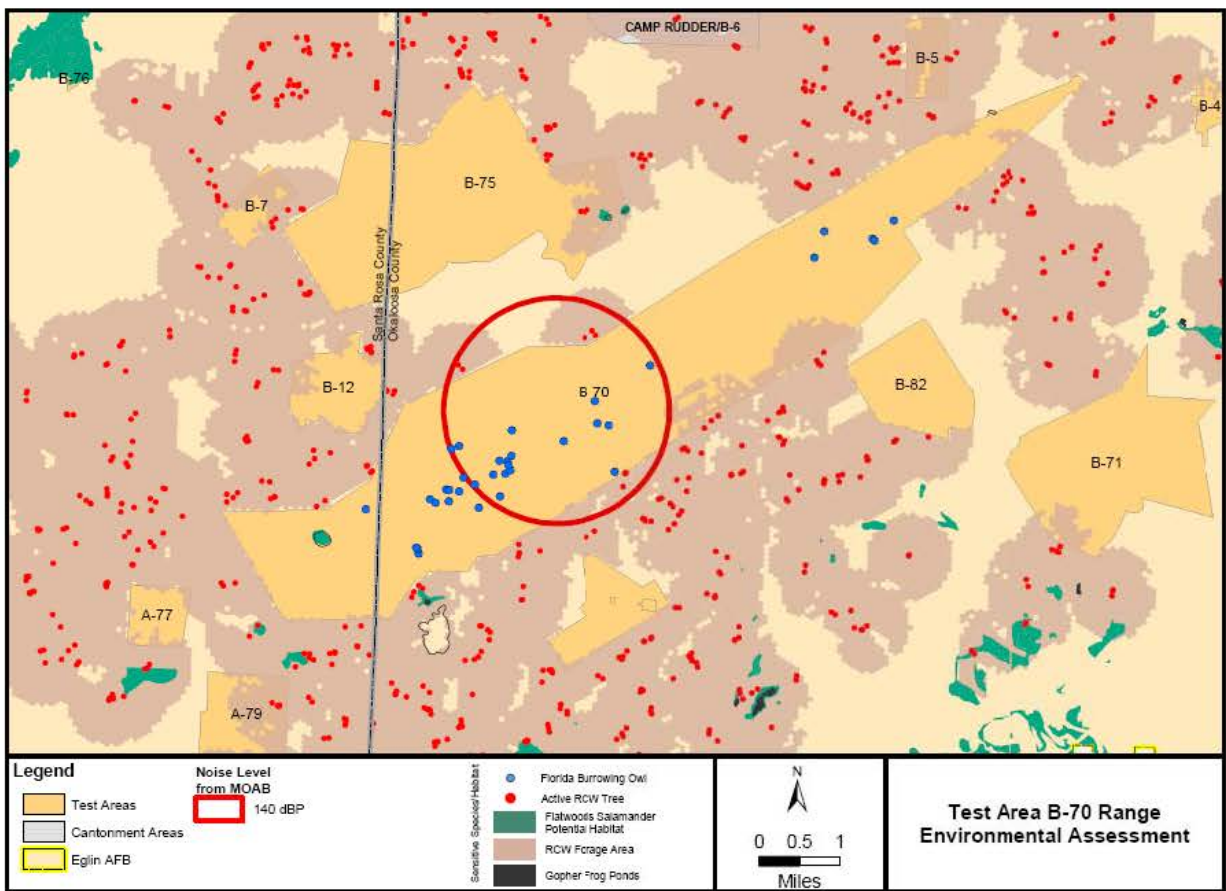 CAMP RUDDER/B-6
B-76
B-5
B-4
B-75
B-7
Santa Rosa County
Okaloosa County
B-12
B 70
B-82
B-71
A-77
A-79
Legend
Test Areas
Cantonment Areas
Eglin AFB
Noise Level
from MOAB
140 dBP
Sensitive Species/Habitat
Florida Burrowing Owl
Active RCW Tree
Flatwoods Salamander
Potential Habitat
RCW Forage Area
Gopher Frog Ponds
N
0 0.5 1
Miles
Test Area B-70 Range
Environmental Assessment